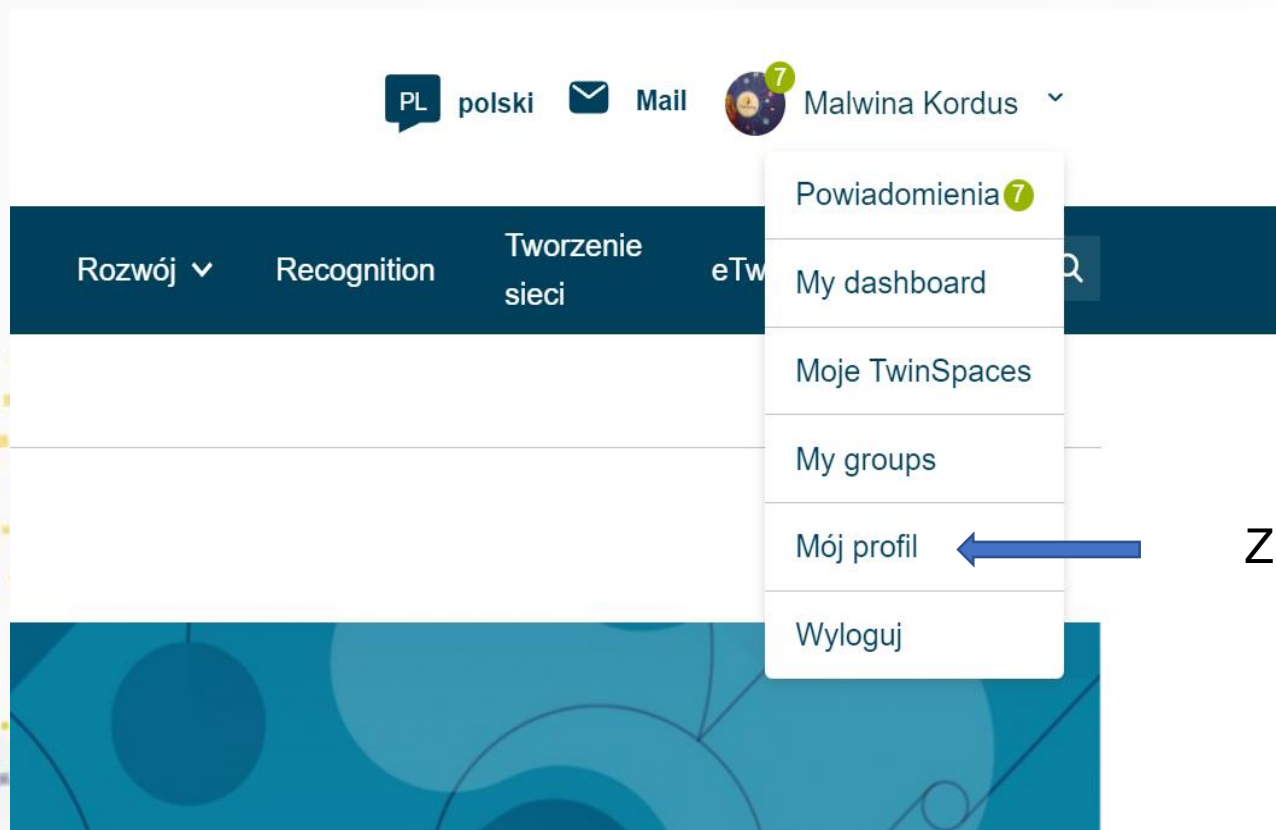 PL polski Mail 7 Malwina Kordus
Powiadomienia 7
Rozwój Recognition Tworzenie sieci eTw
My dashboard
Moje TwinSpaces
My groups
Mój profil
Z
Wyloguj